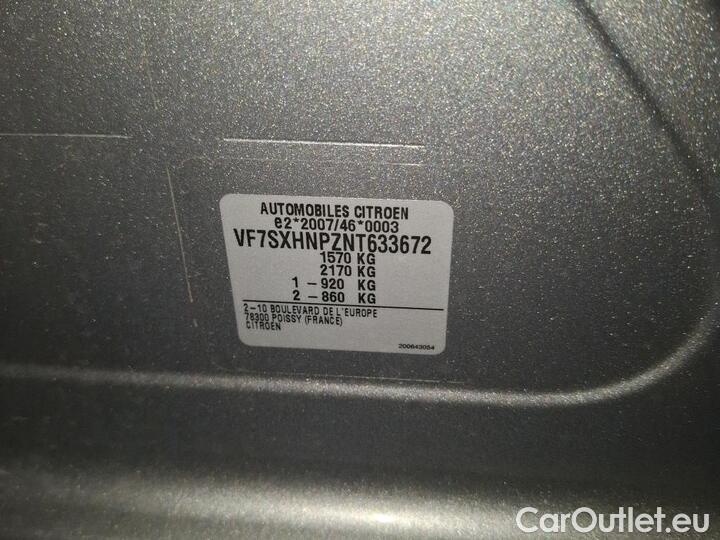 AUTOMOBILES CITROEN
e2*2007/46*0003
VF7SXHNPZNT633672
1570 KG
2170 KG
1 - 920 KG
2 - 860 KG
2-10 BOULEVARD DE L'EUROPE
78300 POISSY (FRANCE)
CITROEN
200643054
CarOutlet.eu